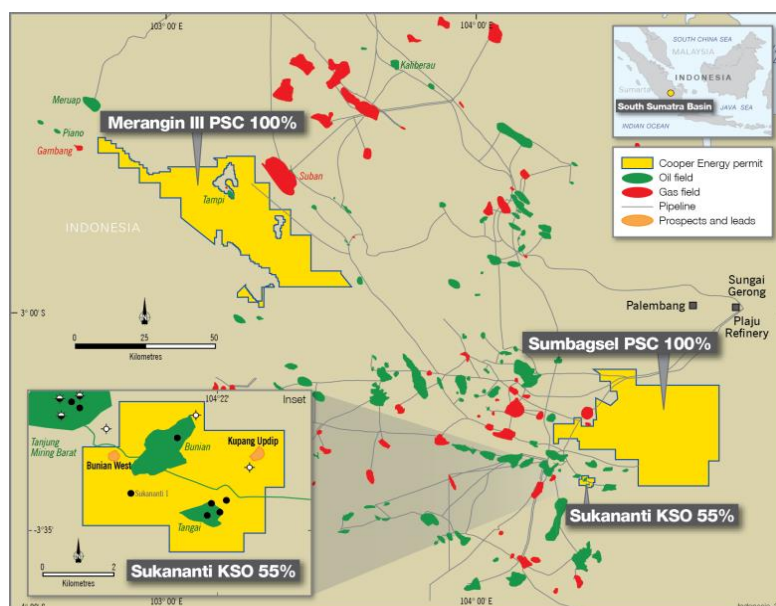 103° 00' E
104° 00' E
SOUTH CHINA SEA
MALAYSIA
INDONESIA
Sumatra
South Sumatra Basin
JAVA SEA
INDIAN OCEAN
Kaliberau
Meruap
Merangin III PSC 100%
Piano
Gambang
Suban
Tampi
INDONESIA
Cooper Energy permit
Oil field
Gas field
Pipeline
Prospects and leads
3° 00'S
0
25
50
Kilometres
Palembang
Sungai
Gerong
Plaju
Refinery
Sumbagsel PSC 100%
104°22'
Inset
Tanjung
Miring Barat
Bunian
Bunian West
Kupang Updip
Sukananti 1
Tangai
-3°35'
0
2
Kilometres
Sukananti KSO 55%
Sukananti KSO 55%
103° 00' E
104° 00' E